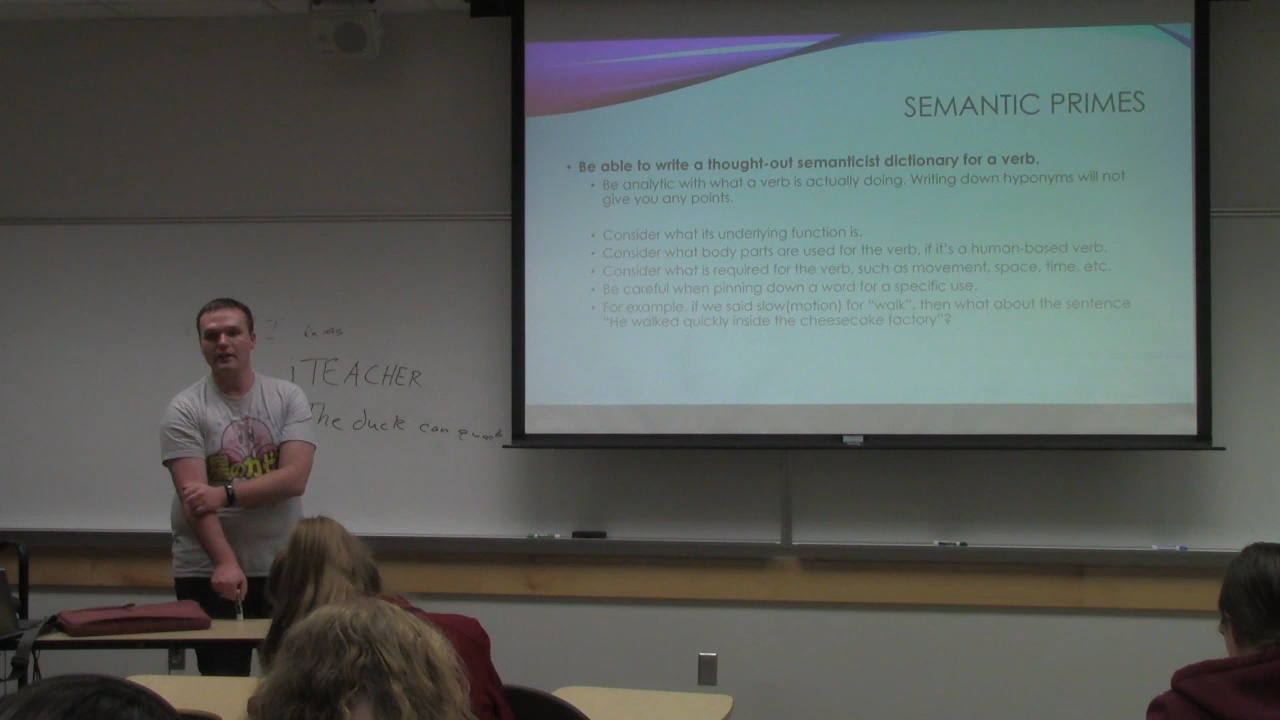 SEMANTIC PRIMES
• Be able to write a thought-out semanticist dictionary for a verb.
• Be analytic with what a verb is actually doing. Writing down hyponyms will not
give you any points.
• Consider what its underlying function is.
• Consider what body parts are used for the verb, if it's a human-based verb.
• Consider what is required for the verb, such as movement, space, time, etc.
• Be careful when pinning down a word for a specific use.
• For example, if we said slow(motion) for "walk", then what about the sentence
"He walked quickly inside the cheesecake factory"?
TEACHER
The duck can